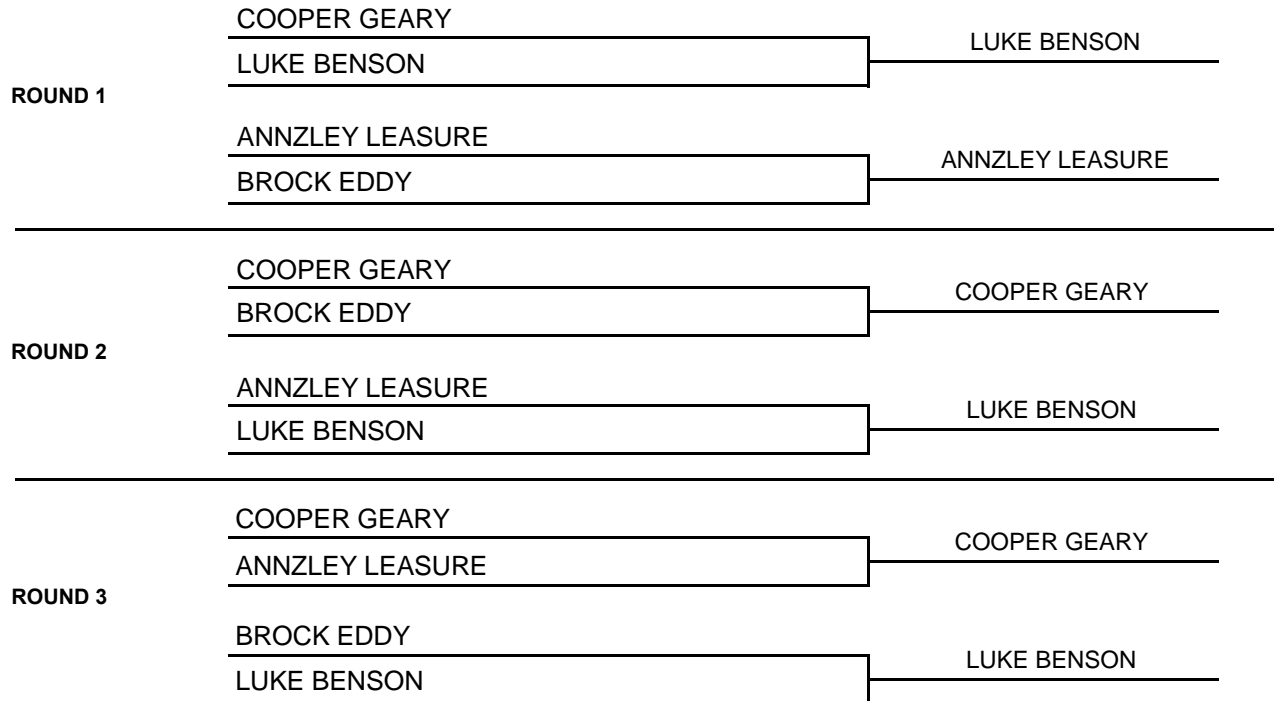 COOPER GEARY
LUKE BENSON
LUKE BENSON
ROUND 1
ANNZLEY LEASURE
ANNZLEY LEASURE
BROCK EDDY
COOPER GEARY
COOPER GEARY
BROCK EDDY
ROUND 2
ANNZLEY LEASURE
LUKE BENSON
LUKE BENSON
COOPER GEARY
COOPER GEARY
ANNZLEY LEASURE
ROUND 3
BROCK EDDY
LUKE BENSON
LUKE BENSON